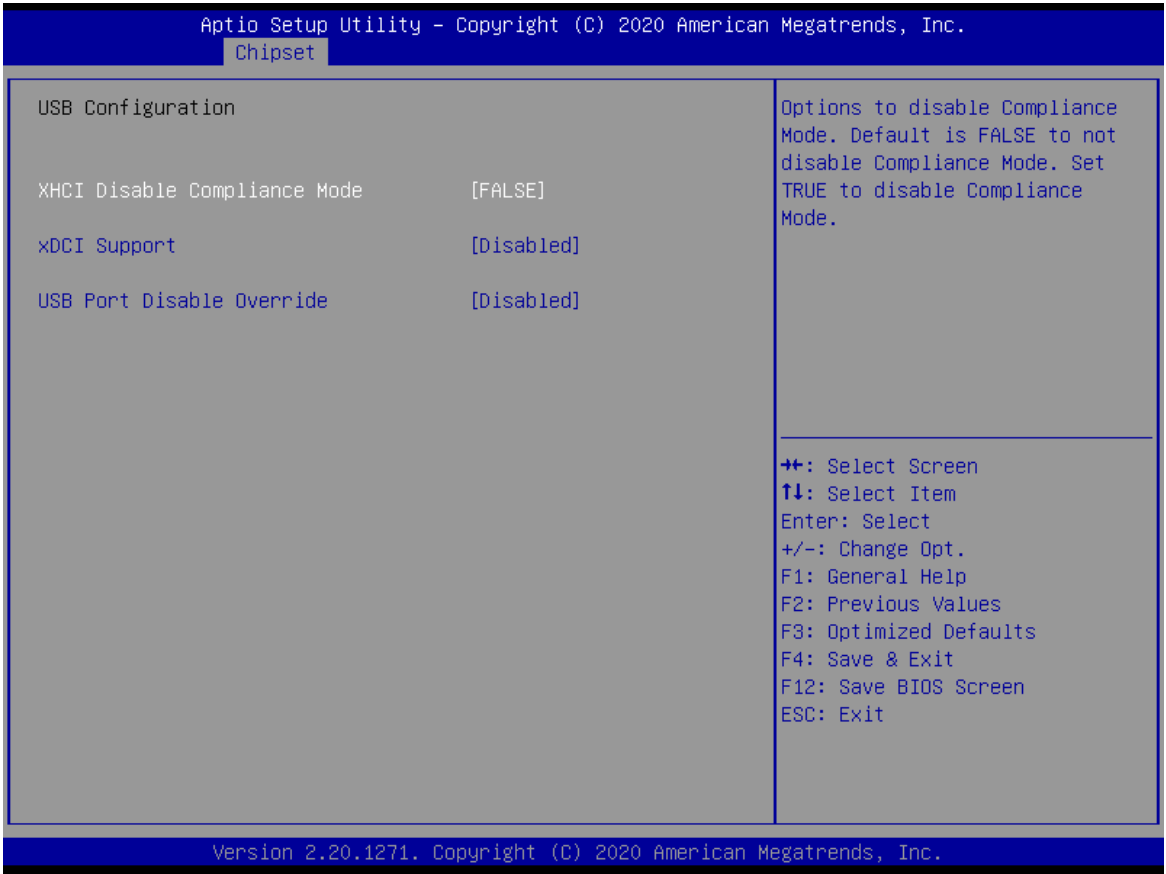 Aptio Setup Utility – Copyright (C) 2020 American Megatrends, Inc.
Chipset
USB Configuration
XHCI Disable Compliance Mode [FALSE]
xDCI Support [Disabled]
USB Port Disable Override [Disabled]
Options to disable Compliance
Mode. Default is FALSE to not
disable Compliance Mode. Set
TRUE to disable Compliance
Mode.
→←: Select Screen
↑↓: Select Item
Enter: Select
+/-: Change Opt.
F1: General Help
F2: Previous Values
F3: Optimized Defaults
F4: Save & Exit
F12: Save BIOS Screen
ESC: Exit
Version 2.20.1271. Copyright (C) 2020 American Megatrends, Inc.